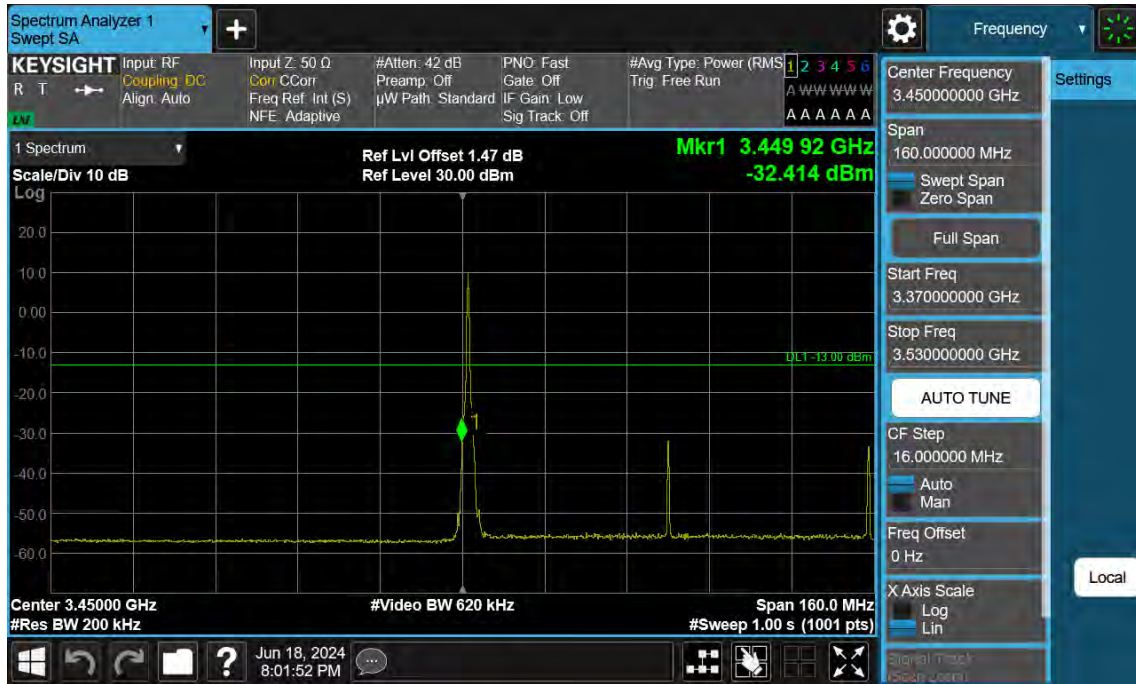 Spectrum Analyzer 1
Swept SA
Frequency
KEYSIGHT
R T
LXI
Input: RF
Coupling: DC
Align: Auto
Input Z: 50 Ω
Corr CCorr
Freq Ref: Int (S)
NFE: Adaptive
#Atten: 42 dB
Preamp: Off
µW Path: Standard
PNO: Fast
Gate: Off
IF Gain: Low
Sig Track: Off
#Avg Type: Power (RMS
Trig: Free Run
1 2 3 4 5 6
A W W W W W
A A A A A A
1 Spectrum
Scale/Div 10 dB
Log
Ref Lvl Offset 1.47 dB
Ref Level 30.00 dBm
Mkr1 3.449 92 GHz
-32.414 dBm
20.0
10.0
0.00
-10.0
DL1 -13.00 dBm
-20.0
1
-30.0
-40.0
-50.0
-60.0
Center 3.45000 GHz
#Video BW 620 kHz
Span 160.0 MHz
#Res BW 200 kHz
#Sweep 1.00 s (1001 pts)
Jun 18, 2024
8:01:52 PM
Center Frequency
3.450000000 GHz
Settings
Span
160.000000 MHz
Swept Span
Zero Span
Full Span
Start Freq
3.370000000 GHz
Stop Freq
3.530000000 GHz
AUTO TUNE
CF Step
16.000000 MHz
Auto
Man
Freq Offset
0 Hz
X Axis Scale
Log
Lin
Signal Track
(Span Zoom)
Local